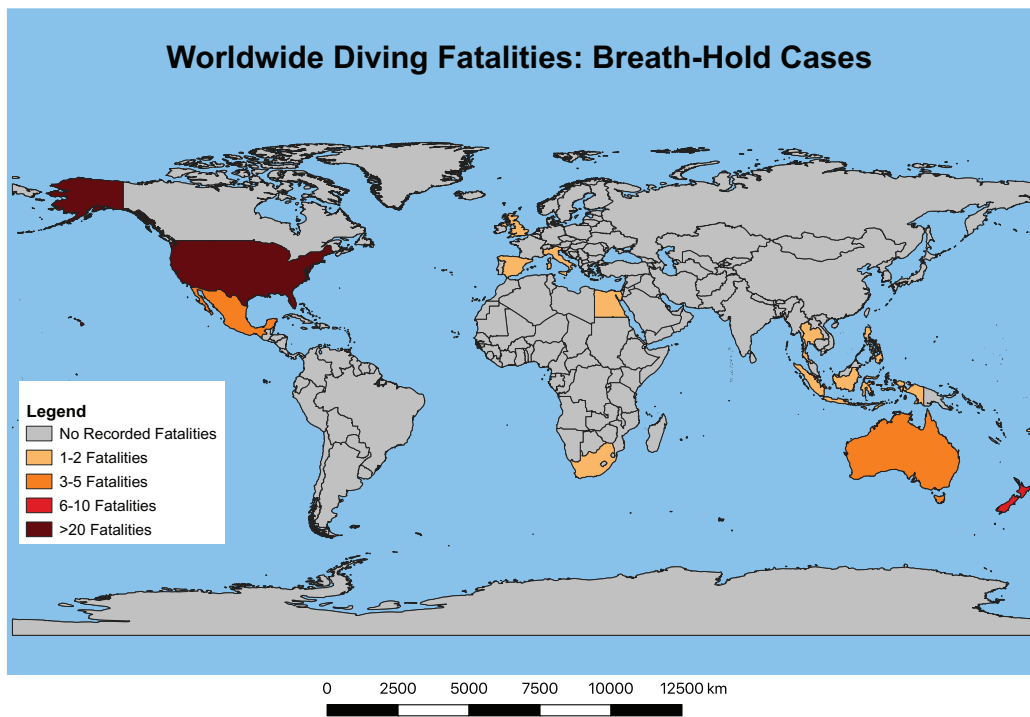 Worldwide Diving Fatalities: Breath-Hold Cases
Legend
No Recorded Fatalities
1-2 Fatalities
3-5 Fatalities
6-10 Fatalities
>20 Fatalities
0 2500 5000 7500 10000 12500 km